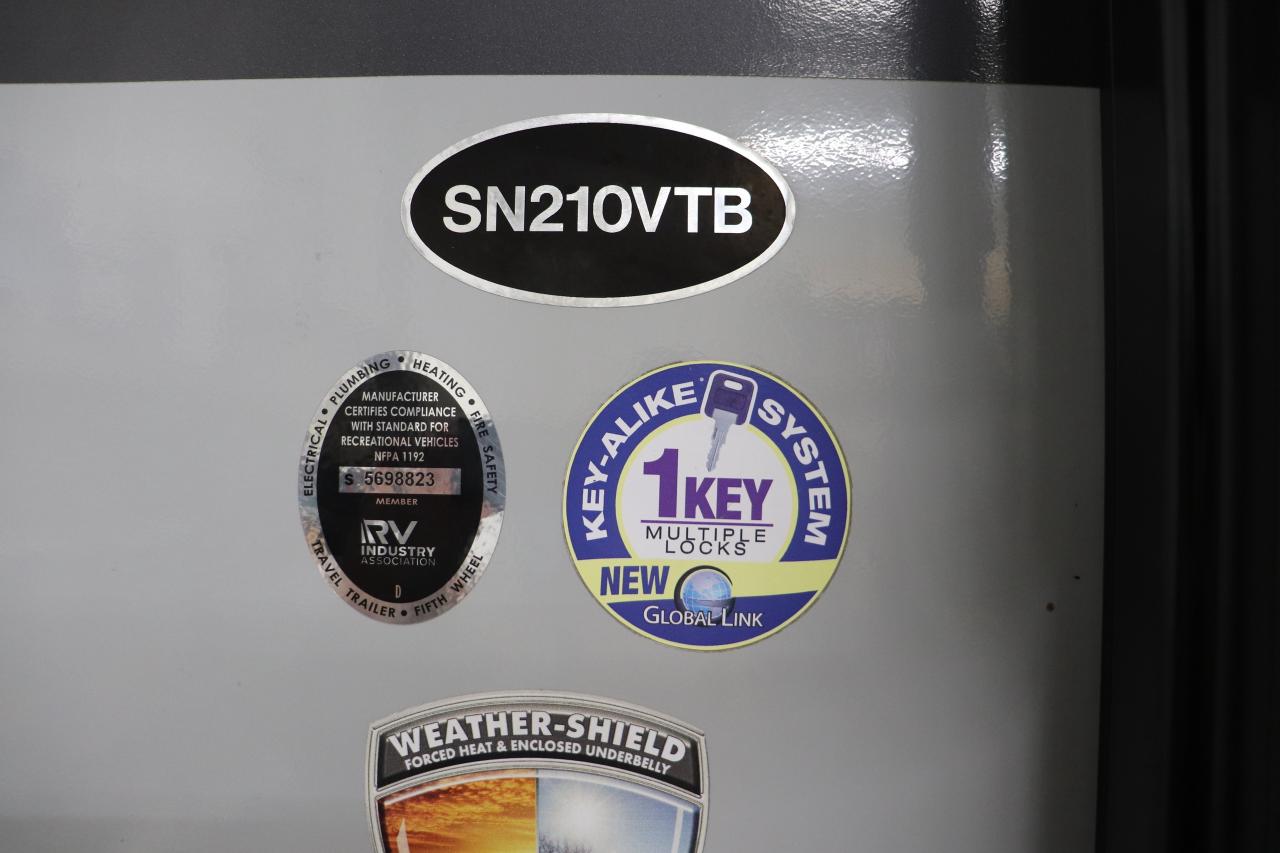 SN210VTB
ELECTRICAL • PLUMBING • HEATING • FIRE SAFETY
MANUFACTURER
CERTIFIES COMPLIANCE
WITH STANDARD FOR
RECREATIONAL VEHICLES
NFPA 1192
S 5698823
MEMBER
RV
INDUSTRY
ASSOCIATION
D
TRAVEL TRAILER • FIFTH WHEEL
KEY-ALIKE SYSTEM
1KEY
MULTIPLE
LOCKS
NEW
GLOBAL LINK
WEATHER-SHIELD
FORCED HEAT & ENCLOSED UNDERBELLY